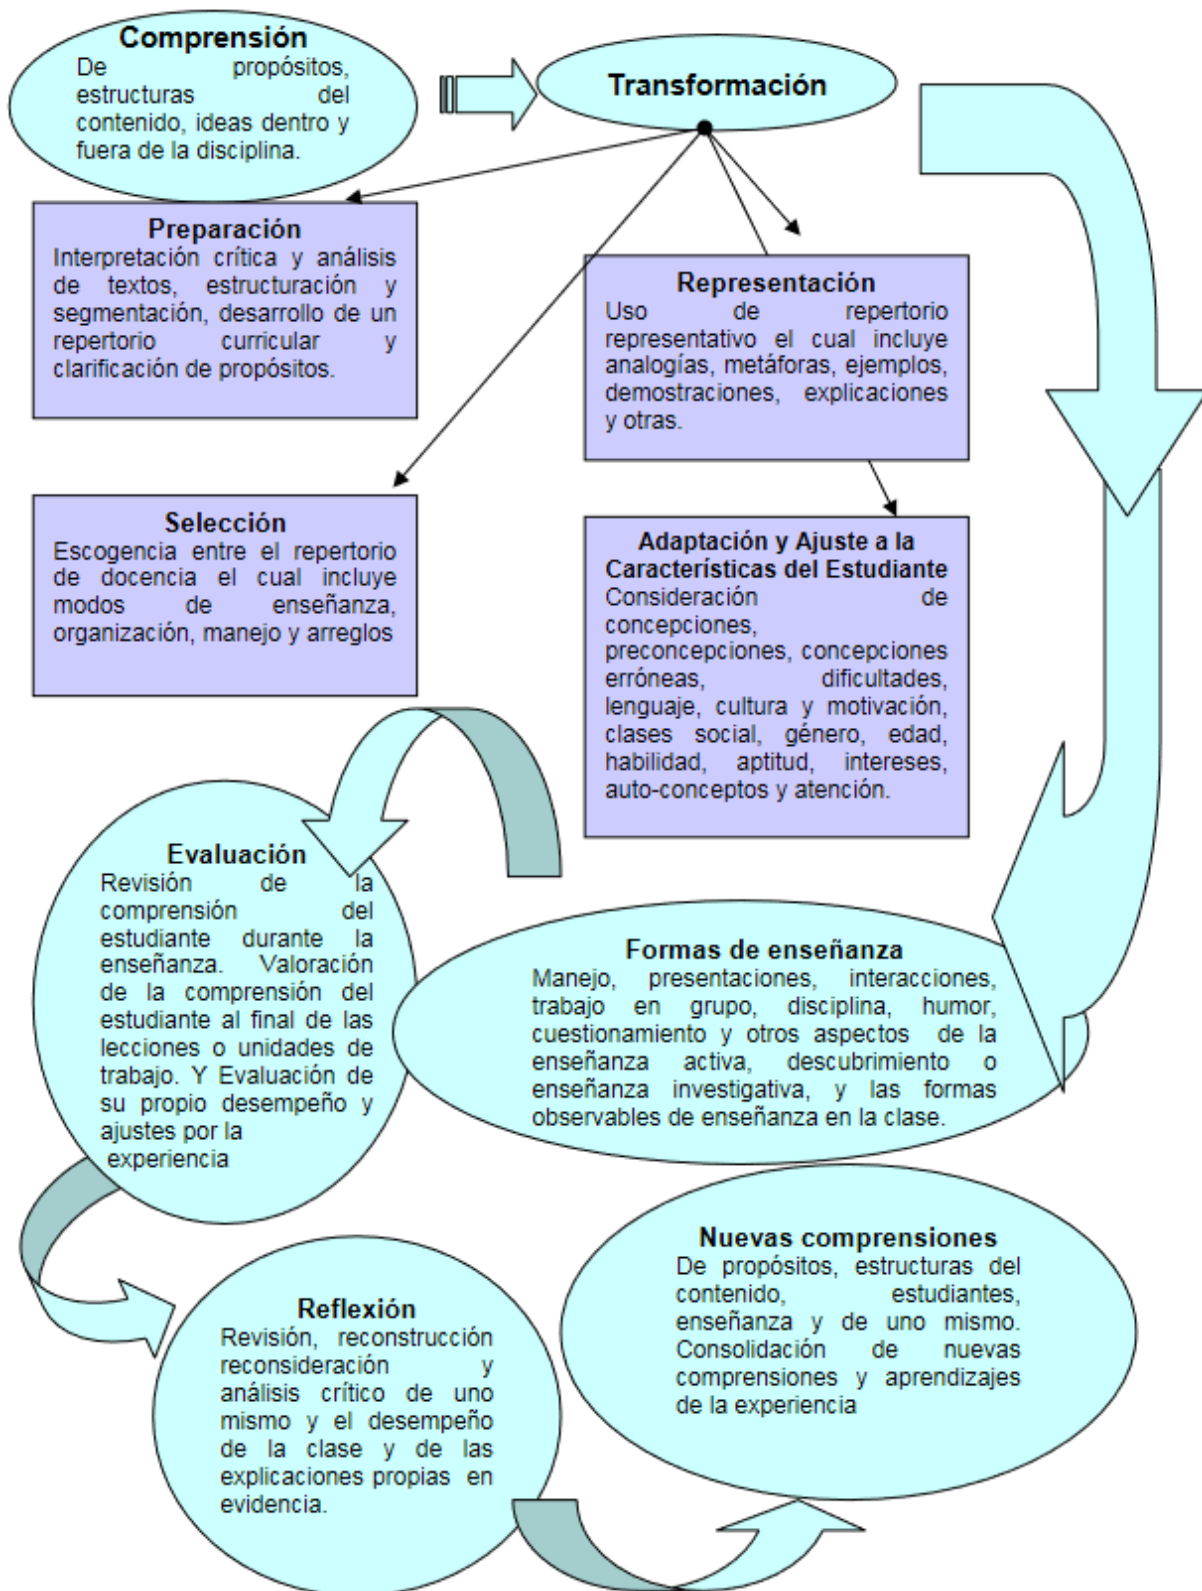 Comprensión
De propósitos,
estructuras del
contenido, ideas dentro y
fuera de la disciplina.
Transformación
Preparación
Interpretación crítica y análisis
de textos, estructuración y
segmentación, desarrollo de un
repertorio curricular y
clarificación de propósitos.
Representación
Uso de repertorio
representativo el cual incluye
analogías, metáforas, ejemplos,
demostraciones, explicaciones
y otras.
Selección
Escogencia entre el repertorio
de docencia el cual incluye
modos de enseñanza,
organización, manejo y arreglos
Adaptación y Ajuste a la
Características del Estudiante
Consideración de
concepciones,
preconcepciones, concepciones
erróneas, dificultades,
lenguaje, cultura y motivación,
clases social, género, edad,
habilidad, aptitud, intereses,
auto-conceptos y atención.
Evaluación
Revisión de la
comprensión del
estudiante durante la
enseñanza. Valoración
de la comprensión del
estudiante al final de las
lecciones o unidades de
trabajo. Y Evaluación de
su propio desempeño y
ajustes por la
experiencia
Formas de enseñanza
Manejo, presentaciones, interacciones,
trabajo en grupo, disciplina, humor,
cuestionamiento y otros aspectos de la
enseñanza activa, descubrimiento o
enseñanza investigativa, y las formas
observables de enseñanza en la clase.
Reflexión
Revisión, reconstrucción
reconsideración y
análisis crítico de uno
mismo y el desempeño
de la clase y de las
explicaciones propias en
evidencia.
Nuevas comprensiones
De propósitos, estructuras del
contenido, estudiantes,
enseñanza y de uno mismo.
Consolidación de nuevas
comprensiones y aprendizajes
de la experiencia